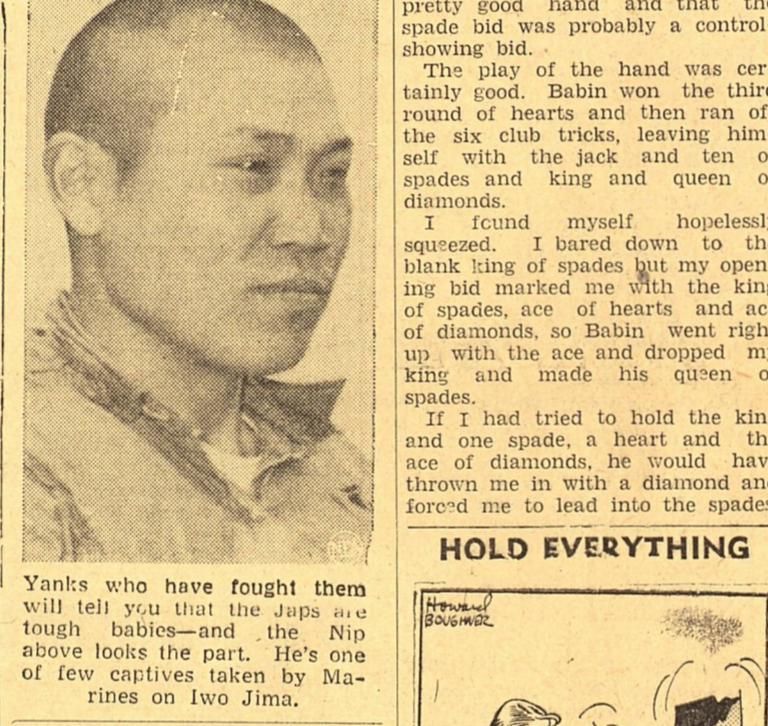 Yanks who have fought them
will tell you that the Japs are
tough babies—and the Nip
above looks the part. He's one
of few captives taken by Ma-
rines on Iwo Jima.
pretty good hand and that the
spade bid was probably a control
showing bid.
The play of the hand was cer
tainly good. Babin won the third
round of hearts and then ran of
the six club tricks, leaving him
self with the jack and ten o
spades and king and queen o
diamonds.
I found myself hopelessl
squeezed. I bared down to th
blank king of spades but my open
ing bid marked me with the king
of spades, ace of hearts and ac
of diamonds, so Babin went righ
up with the ace and dropped m
king and made his queen o
spades.
If I had tried to hold the kin
and one spade, a heart and th
ace of diamonds, he would hav
thrown me in with a diamond and
forced me to lead into the spades
HOLD EVERYTHING
Howard
BOUGHNER